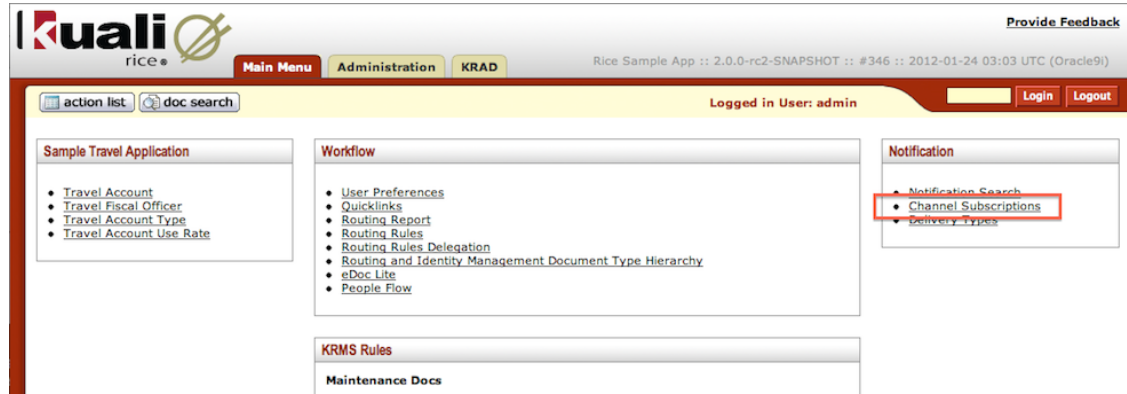 Kuali
rice
Provide Feedback
Main Menu Administration KRAD Rice Sample App :: 2.0.0-rc2-SNAPSHOT :: #346 :: 2012-01-24 03:03 UTC (Oracle9i)
action list doc search Logged in User: admin Login Logout
Sample Travel Application
Travel Account
Travel Fiscal Officer
Travel Account Type
Travel Account Use Rate
Workflow
User Preferences
Quicklinks
Routing Report
Routing Rules
Routing Rules Delegation
Routing and Identity Management Document Type Hierarchy
eDoc Lite
People Flow
KRMS Rules
Maintenance Docs
Notification
Notification Search
Channel Subscriptions
Delivery Types